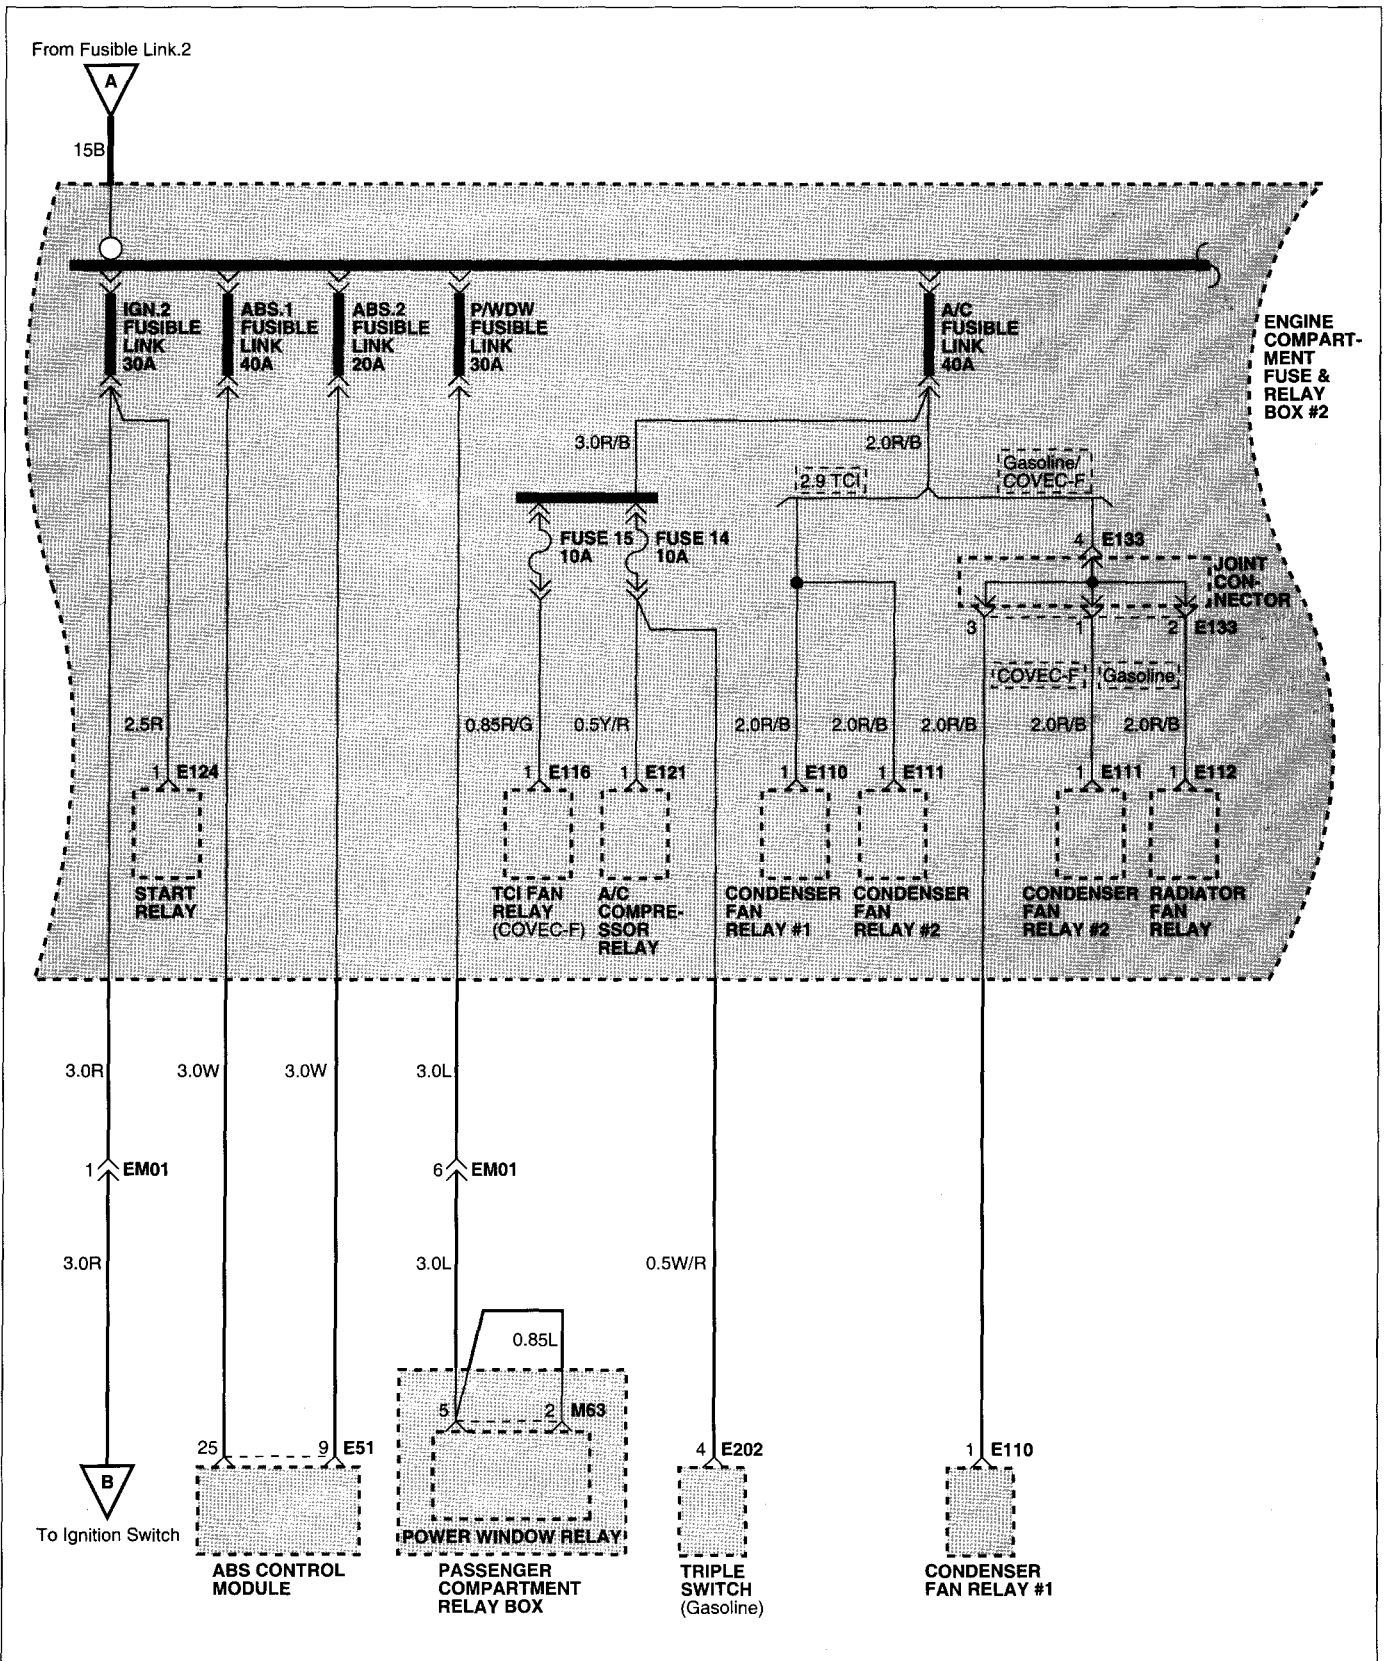 From Fusible Link.2
A
15B
IGN.2
FUSIBLE
LINK
30A
ABS.1
FUSIBLE
LINK
40A
ABS.2
FUSIBLE
LINK
20A
P/WDW
FUSIBLE
LINK
30A
A/C
FUSIBLE
LINK
40A
ENGINE
COMPART-
MENT
FUSE &
RELAY
BOX #2
3.0R/B
2.0R/B
2.9 TCI
Gasoline/
COVEC-F
FUSE 15
10A
FUSE 14
10A
4 E133
JOINT
CON-
NECTOR
3
1
2 E133
COVEC-F
Gasoline
2.5R
0.85R/G
0.5Y/R
2.0R/B
2.0R/B
2.0R/B
2.0R/B
2.0R/B
1 E124
1 E116
1 E121
1 E110
1 E111
1 E111
1 E112
START
RELAY
TCI FAN
RELAY
(COVEC-F)
A/C
COMPRE-
SSOR
RELAY
CONDENSER
FAN
RELAY #1
CONDENSER
FAN
RELAY #2
CONDENSER
FAN
RELAY #2
RADIATOR
FAN
RELAY
3.0R
3.0W
3.0W
3.0L
1 EM01
6 EM01
3.0R
3.0L
0.5W/R
0.85L
5
2 M63
25
9 E51
4 E202
1 E110
B
To Ignition Switch
POWER WINDOW RELAY
ABS CONTROL
MODULE
PASSENGER
COMPARTMENT
RELAY BOX
TRIPLE
SWITCH
(Gasoline)
CONDENSER
FAN RELAY #1